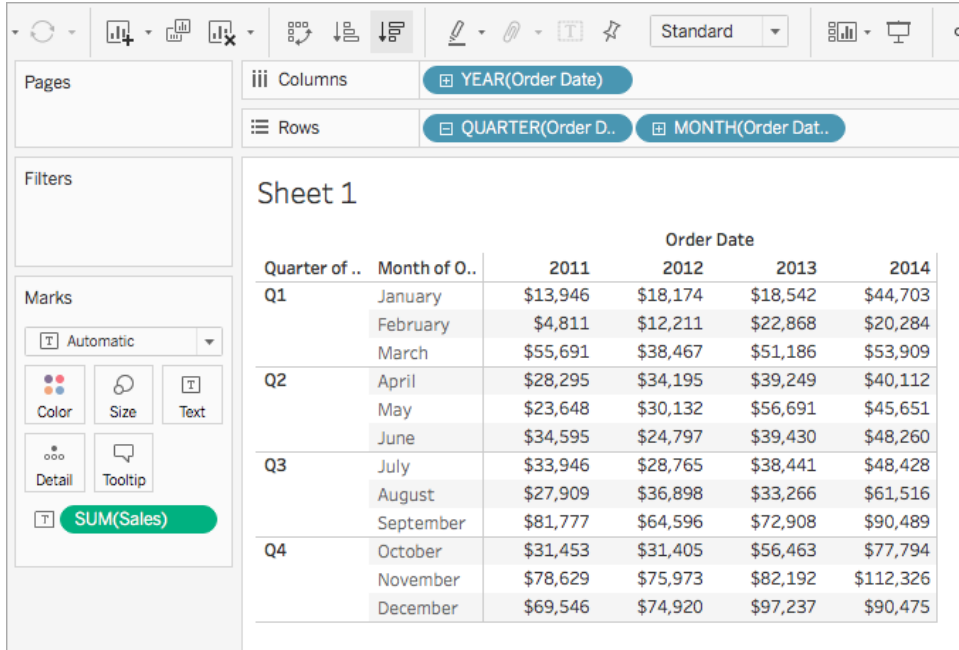 Standard
Pages
iii Columns
YEAR(Order Date)
Rows
QUARTER(Order D..
MONTH(Order Dat..
Filters
Sheet 1
Order Date
Quarter of .. Month of O.. 2011 2012 2013 2014
Q1 January $13,946 $18,174 $18,542 $44,703
February $4,811 $12,211 $22,868 $20,284
March $55,691 $38,467 $51,186 $53,909
Q2 April $28,295 $34,195 $39,249 $40,112
May $23,648 $30,132 $56,691 $45,651
June $34,595 $24,797 $39,430 $48,260
Q3 July $33,946 $28,765 $38,441 $48,428
August $27,909 $36,898 $33,266 $61,516
September $81,777 $64,596 $72,908 $90,489
Q4 October $31,453 $31,405 $56,463 $77,794
November $78,629 $75,973 $82,192 $112,326
December $69,546 $74,920 $97,237 $90,475
Marks
T Automatic
Color Size T Text
Detail Tooltip
T SUM(Sales)